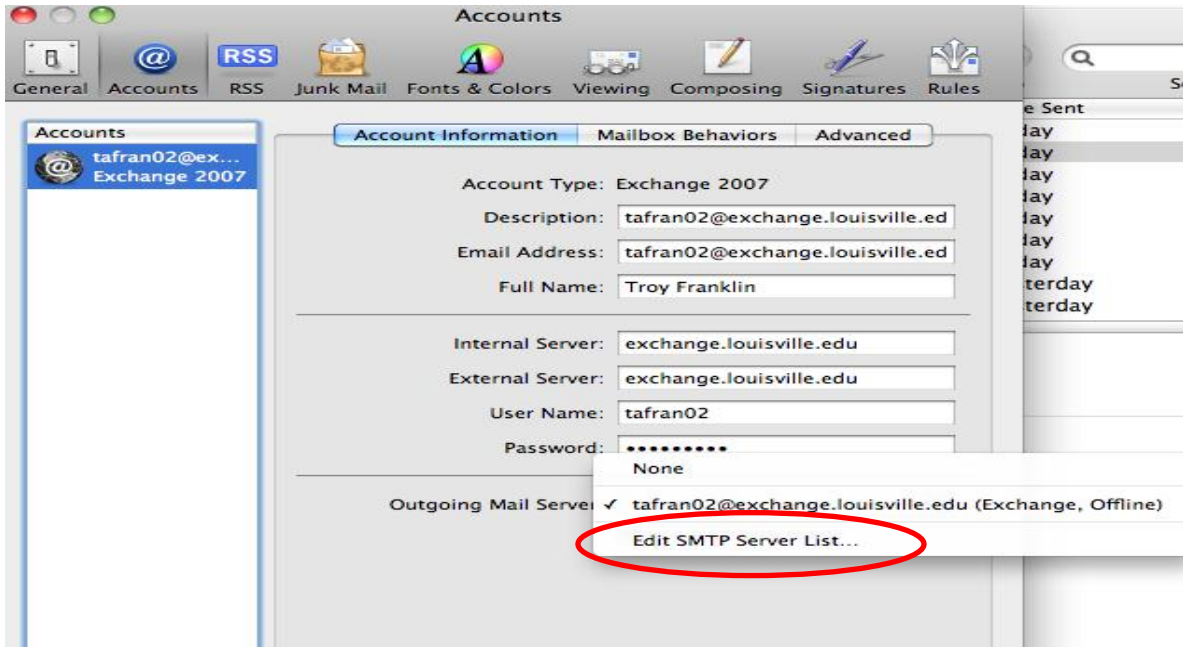 Accounts
RSS
General Accounts RSS Junk Mail Fonts & Colors Viewing Composing Signatures Rules
Accounts
tafran02@ex...
Exchange 2007
Account Information Mailbox Behaviors Advanced
Account Type: Exchange 2007
Description: tafran02@exchange.louisville.ed
Email Address: tafran02@exchange.louisville.ed
Full Name: Troy Franklin
Internal Server: exchange.louisville.edu
External Server: exchange.louisville.edu
User Name: tafran02
Password: •••••••••
None
Outgoing Mail Server ✓ tafran02@exchange.louisville.edu (Exchange, Offline)
Edit SMTP Server List...
e Sent
day
day
day
day
day
day
day
terday
terday